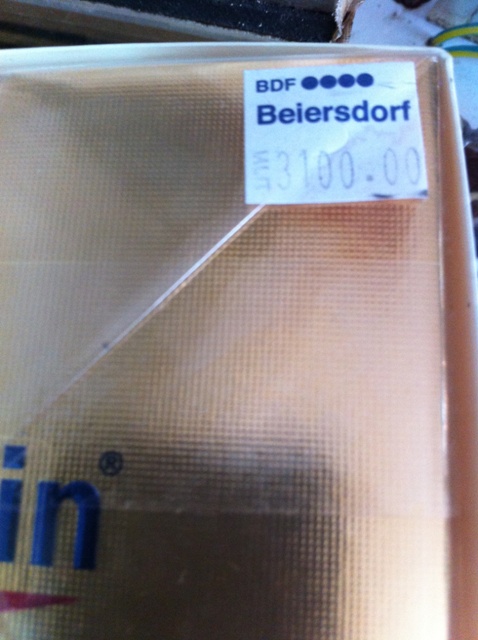 BDF ●●●●
Beiersdorf
3100.00
in®